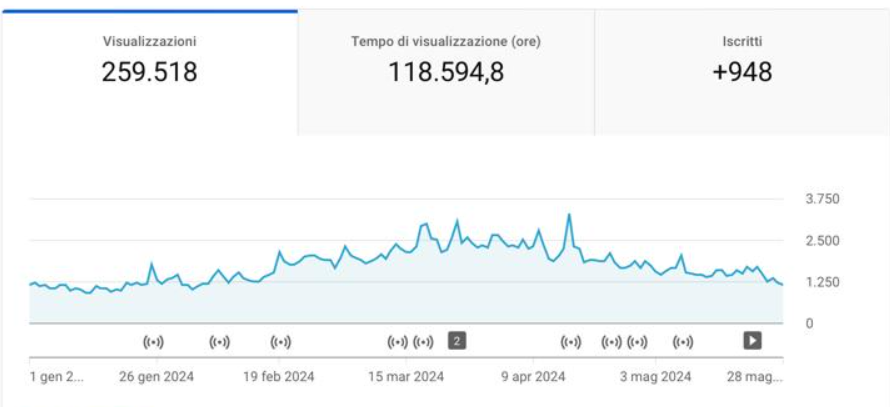 Visualizzazioni
259.518
Tempo di visualizzazione (ore)
118.594,8
Iscritti
+948
3.750
2.500
1.250
0
2
1 gen 2...
26 gen 2024
19 feb 2024
15 mar 2024
9 apr 2024
3 mag 2024
28 mag...